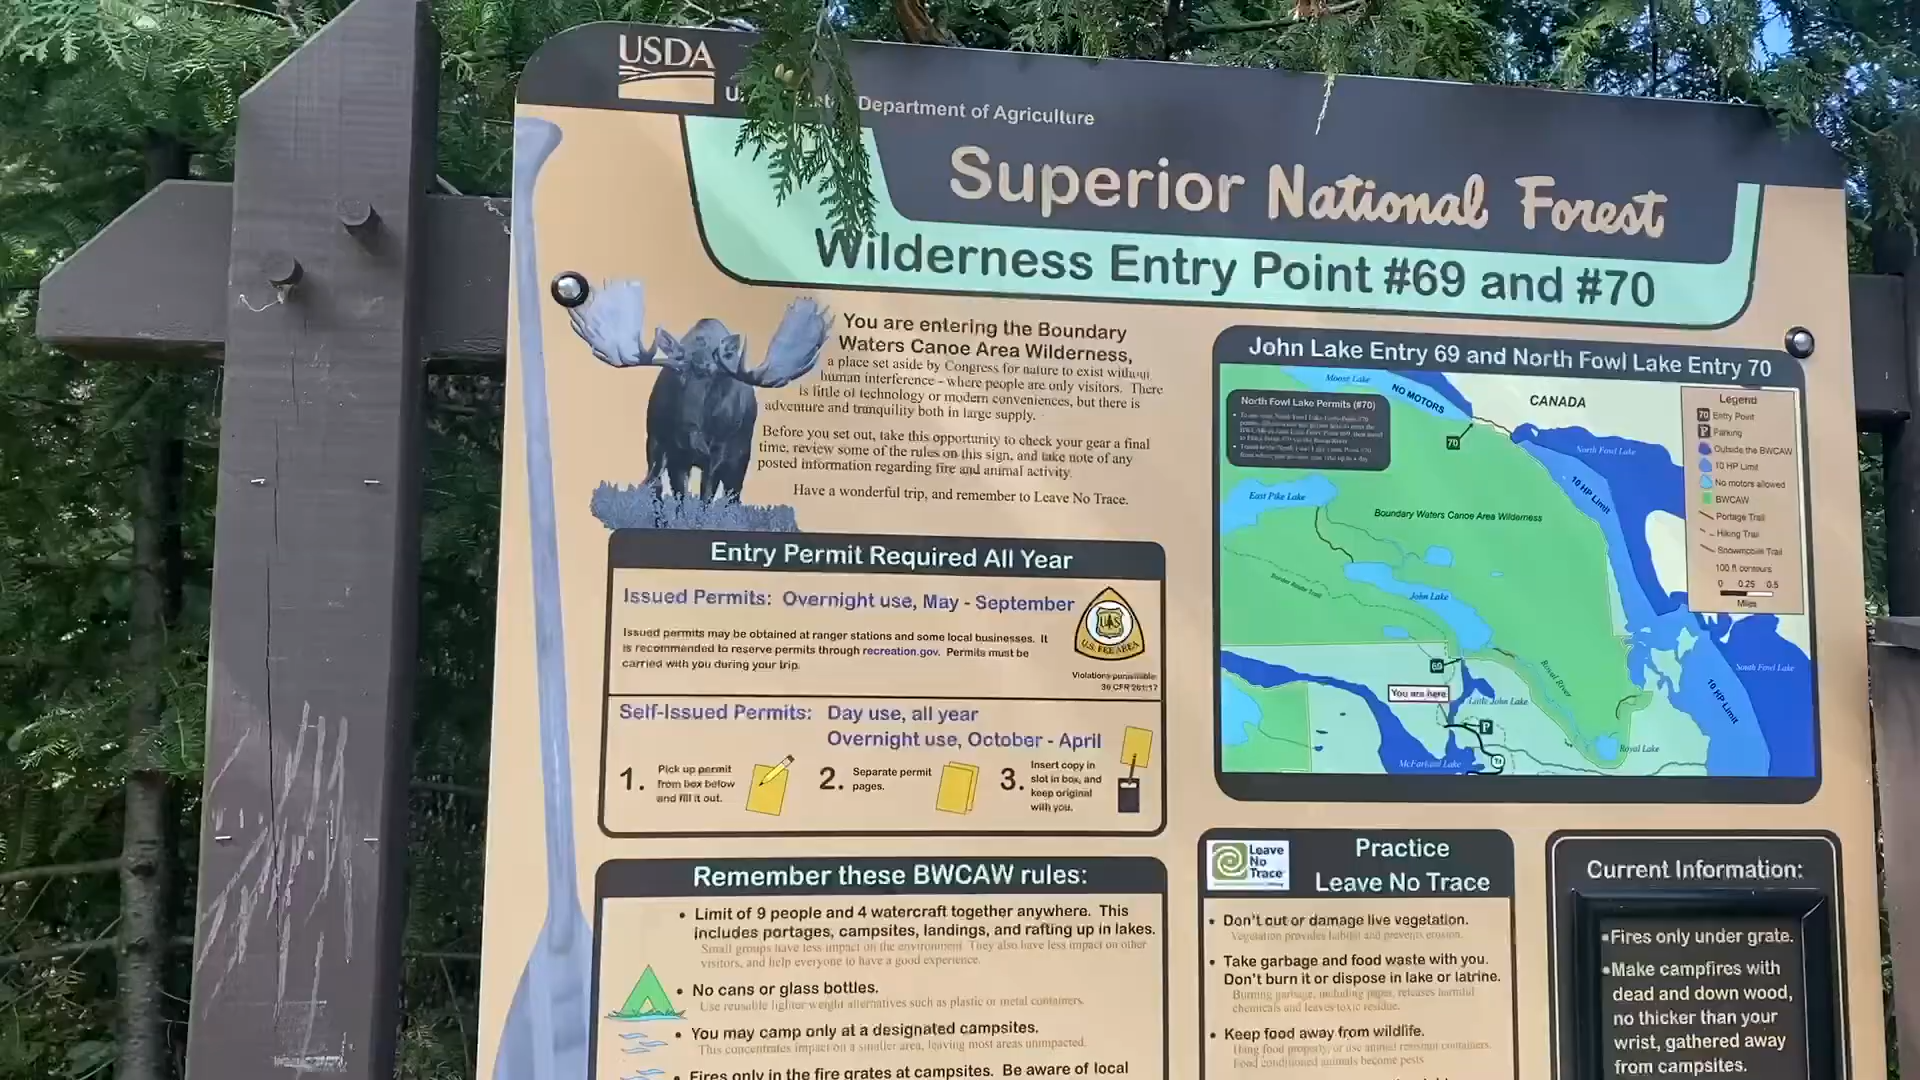 USDA
Department of Agriculture
Superior National Forest
Wilderness Entry Point #69 and #70
You are entering the Boundary
Waters Canoe Area Wilderness,
a place set aside by Congress for nature to exist without
human interference - where people are only visitors. There
is little of technology or modern conveniences, but there is
adventure and tranquility both in large supply.
Before you set out, take this opportunity to check your gear a final
time, review some of the rules on this sign, and take note of any
posted information regarding fire and animal activity.
Have a wonderful trip, and remember to Leave No Trace.
Entry Permit Required All Year
Issued Permits: Overnight use, May - September
Issued permits may be obtained at ranger stations and some local businesses. It
is recommended to reserve permits through recreation.gov. Permits must be
carried with you during your trip.
UAS
U.S. FEE AREA
Violations punishable
36 CFR 261.17
Self-Issued Permits: Day use, all year
Overnight use, October - April
1. Pick up permit
from box below
and fill it out.
2. Separate permit
pages.
3. Insert copy in
slot in box, and
keep original
with you.
Remember these BWCAW rules:
• Limit of 9 people and 4 watercraft together anywhere. This
includes portages, campsites, landings, and rafting up in lakes.
Small groups have less impact on the environment. They also have less impact on other
visitors, and help everyone to have a good experience.
• No cans or glass bottles.
Use reusable lighter weight alternatives such as plastic or metal containers.
• You may camp only at a designated campsites.
This concentrates impact on a smaller area, leaving most areas unimpacted.
• Fires only in the fire grates at campsites. Be aware of local
John Lake Entry 69 and North Fowl Lake Entry 70
Moose Lake
NO MOTORS
CANADA
North Fowl Lake Permits (#70)
70
North Fowl Lake
10 HP Limit
East Pike Lake
Boundary Waters Canoe Area Wilderness
Border Route Trail
John Lake
69
You are here
Little John Lake
P
Royal River
Royal Lake
McFarland Lake
South Fowl Lake
10 HP Limit
Legend
70 Entry Point
P Parking
Outside the BWCAW
10 HP Limit
No motors allowed
BWCAW
Portage Trail
Hiking Trail
Snowmobile Trail
100 ft contours
0 0.25 0.5
Miles
Leave
No
Trace
Practice
Leave No Trace
• Don't cut or damage live vegetation.
Vegetation provides habitat and prevents erosion.
• Take garbage and food waste with you.
Don't burn it or dispose in lake or latrine.
Burning garbage, including paper, releases harmful
chemicals and leaves toxic residue.
• Keep food away from wildlife.
Hang food properly, or use animal resistant containers.
Food conditioned animals become pests
Current Information:
•Fires only under grate.
•Make campfires with
dead and down wood,
no thicker than your
wrist, gathered away
from campsites.